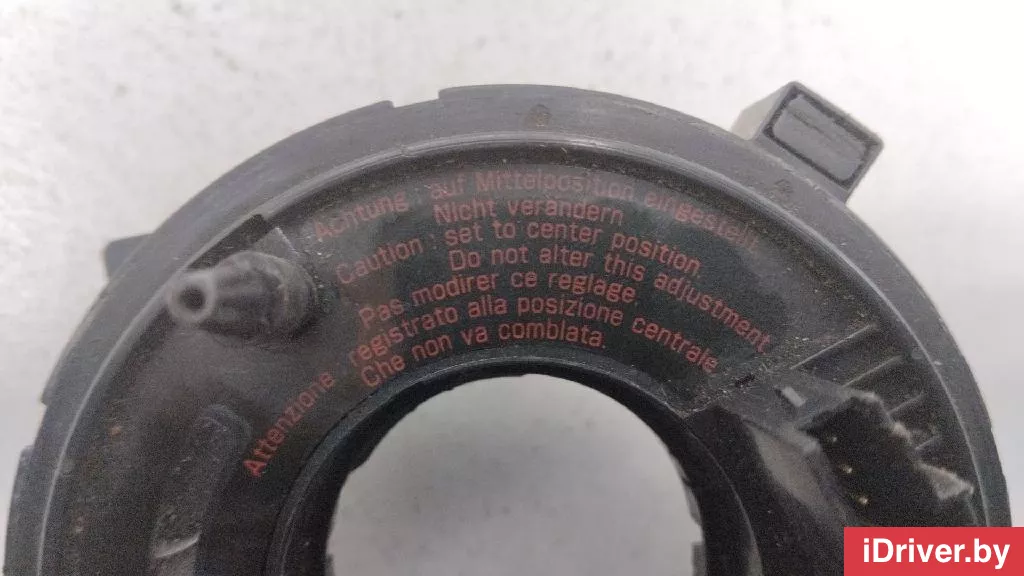 Achtung : auf Mittelposition eingestellt
Nicht verändern
Caution : set to center position.
Do not alter this adjustment
Pas modirer ce reglage.
Attenzione : registrato alla posizione centrale
Che non va comblata.
iDriver.by